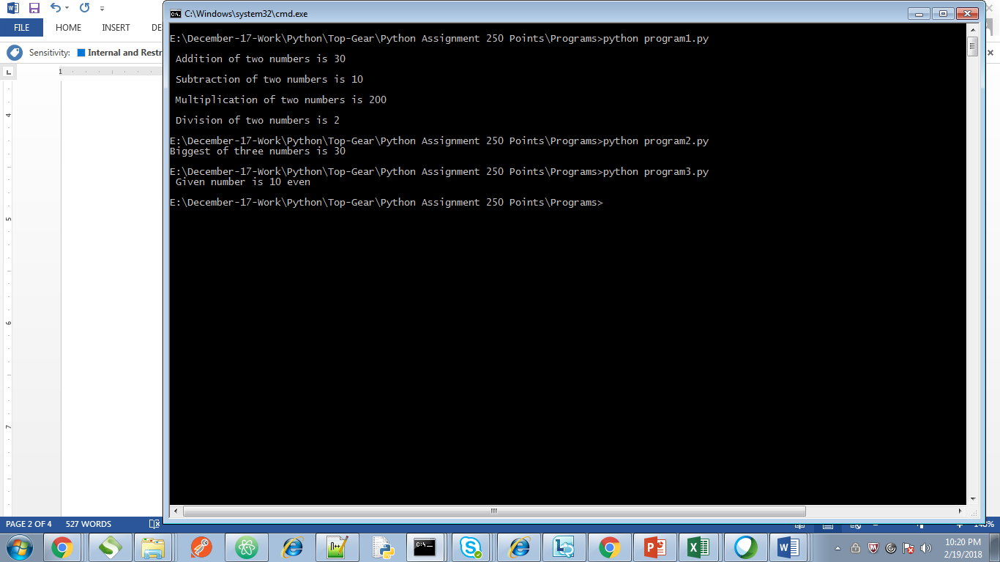 C:\Windows\system32\cmd.exe
FILE HOME INSERT DE
Sensitivity: Internal and Restr
E:\December-17-Work\Python\Top-Gear\Python Assignment 250 Points\Programs>python program1.py
Addition of two numbers is 30
Subtraction of two numbers is 10
Multiplication of two numbers is 200
Division of two numbers is 2
E:\December-17-Work\Python\Top-Gear\Python Assignment 250 Points\Programs>python program2.py
Biggest of three numbers is 30
E:\December-17-Work\Python\Top-Gear\Python Assignment 250 Points\Programs>python program3.py
Given number is 10 even
E:\December-17-Work\Python\Top-Gear\Python Assignment 250 Points\Programs>
1
4
5
6
7
PAGE 2 OF 4 527 WORDS
10:20 PM
2/19/2018